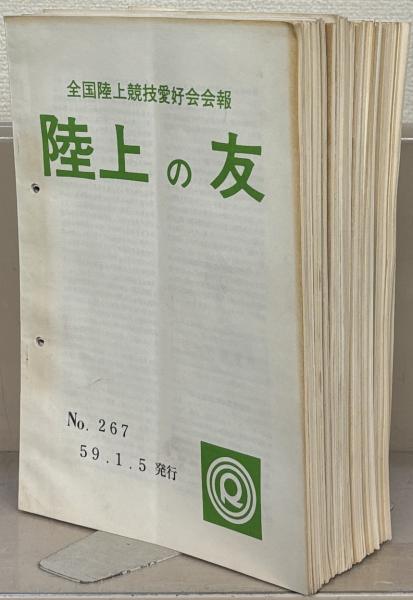 全国陸上競技愛好会会報
陸上の友
No. 267
59.1.5 発行
R